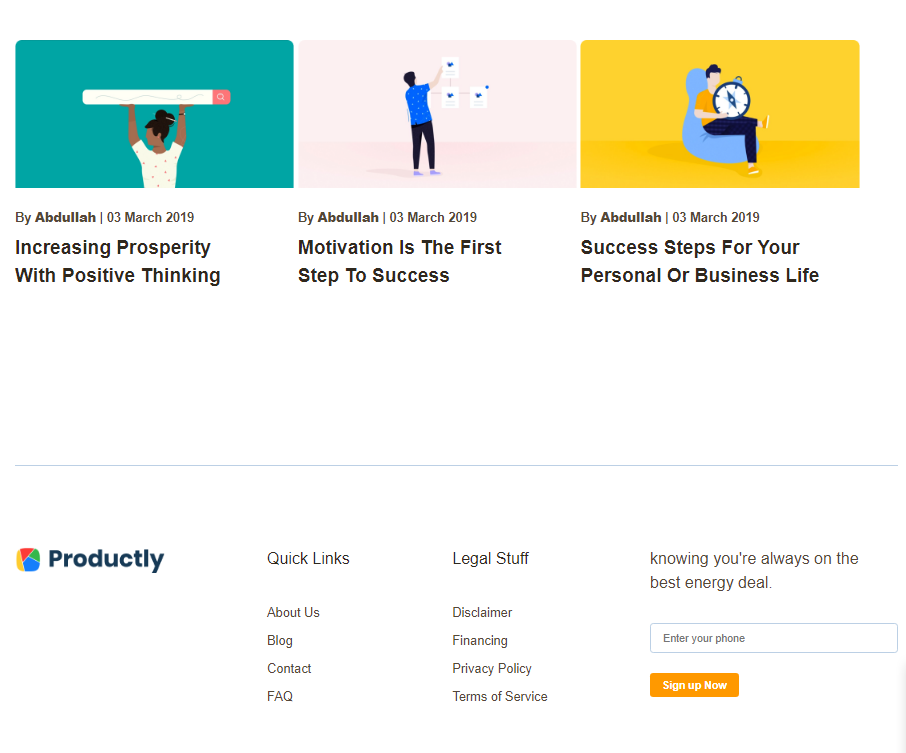 By Abdullah | 03 March 2019
Increasing Prosperity
With Positive Thinking
By Abdullah | 03 March 2019
Motivation Is The First
Step To Success
By Abdullah | 03 March 2019
Success Steps For Your
Personal Or Business Life
Productly
Quick Links
About Us
Blog
Contact
FAQ
Legal Stuff
Disclaimer
Financing
Privacy Policy
Terms of Service
knowing you're always on the
best energy deal.
Enter your phone
Sign up Now